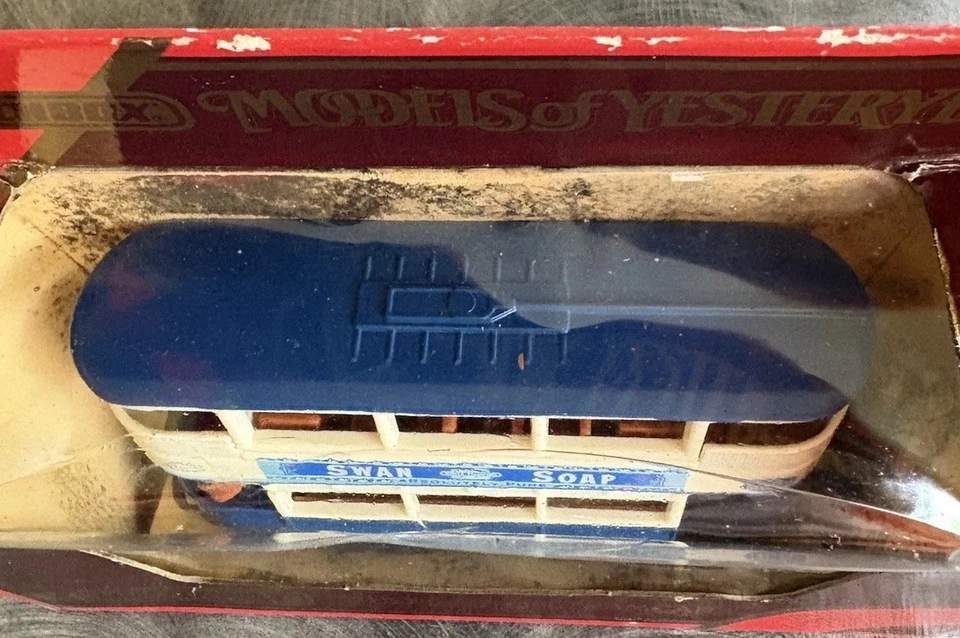 MODELS of YESTERY
SWAN SOAP